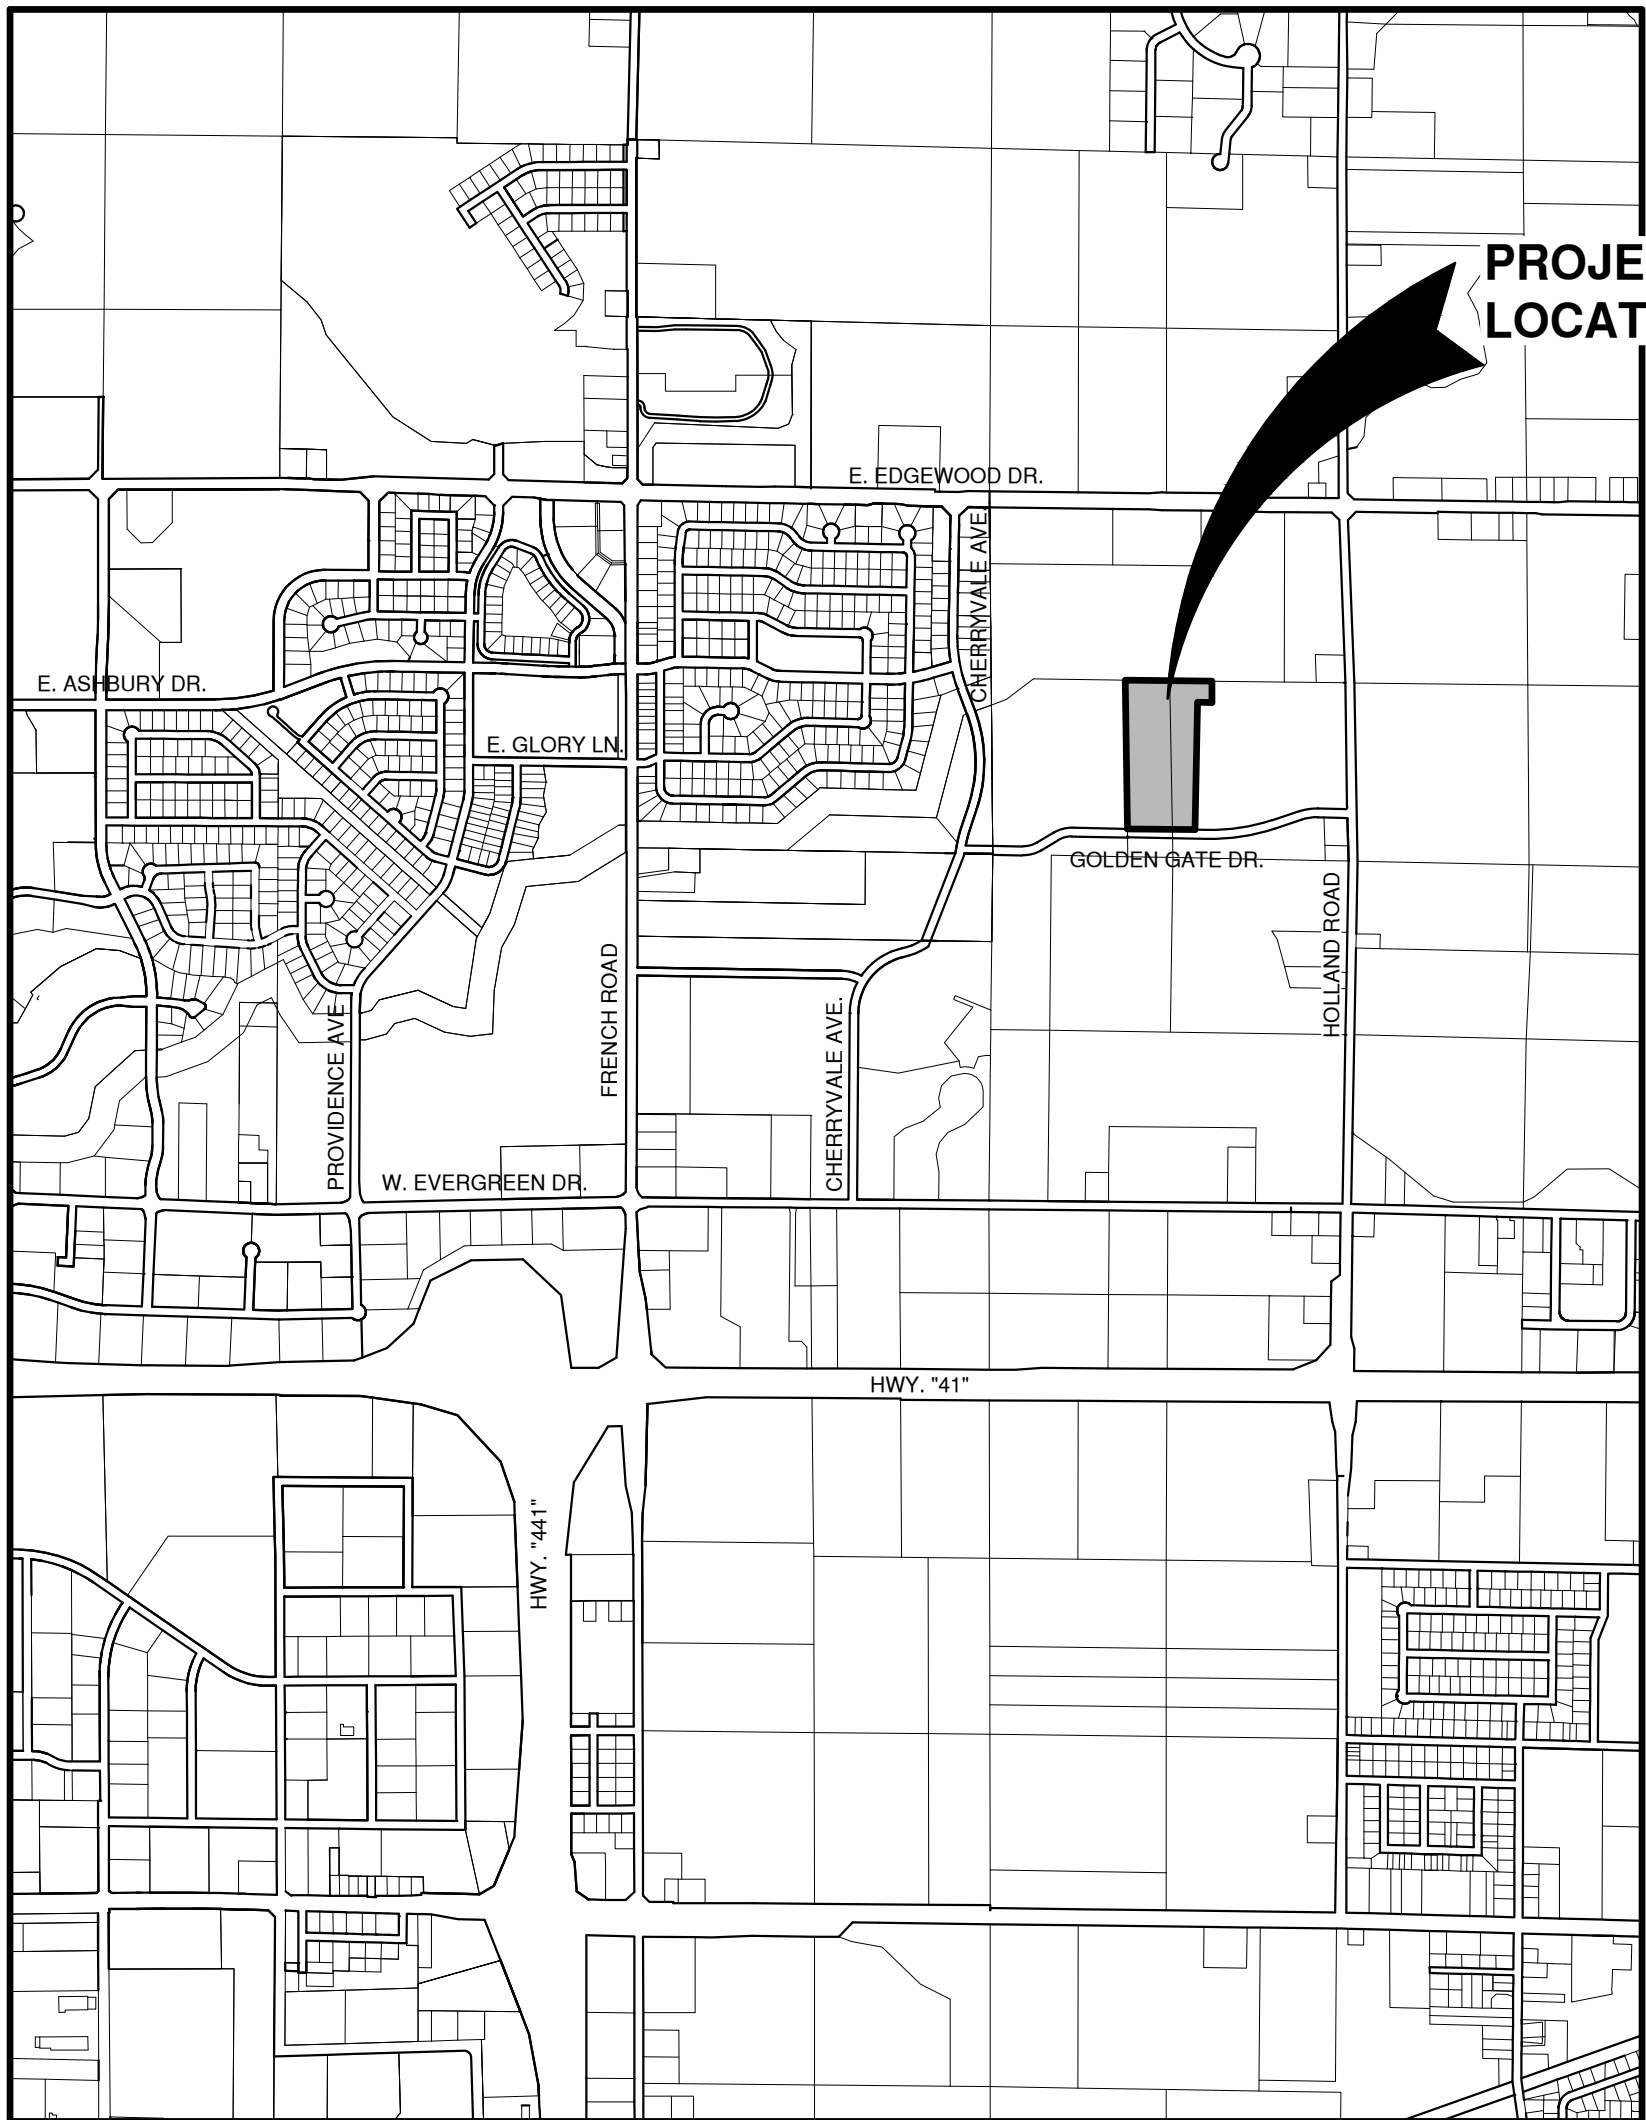 PROJE
LOCAT
E. EDGEWOOD DR.
CHERRYVALE AVE.
E. ASHBURY DR.
E. GLORY LN.
GOLDEN GATE DR.
HOLLAND ROAD
FRENCH ROAD
PROVIDENCE AVE
CHERRYVALE AVE.
W. EVERGREEN DR.
HWY. "41"
HWY. "441"